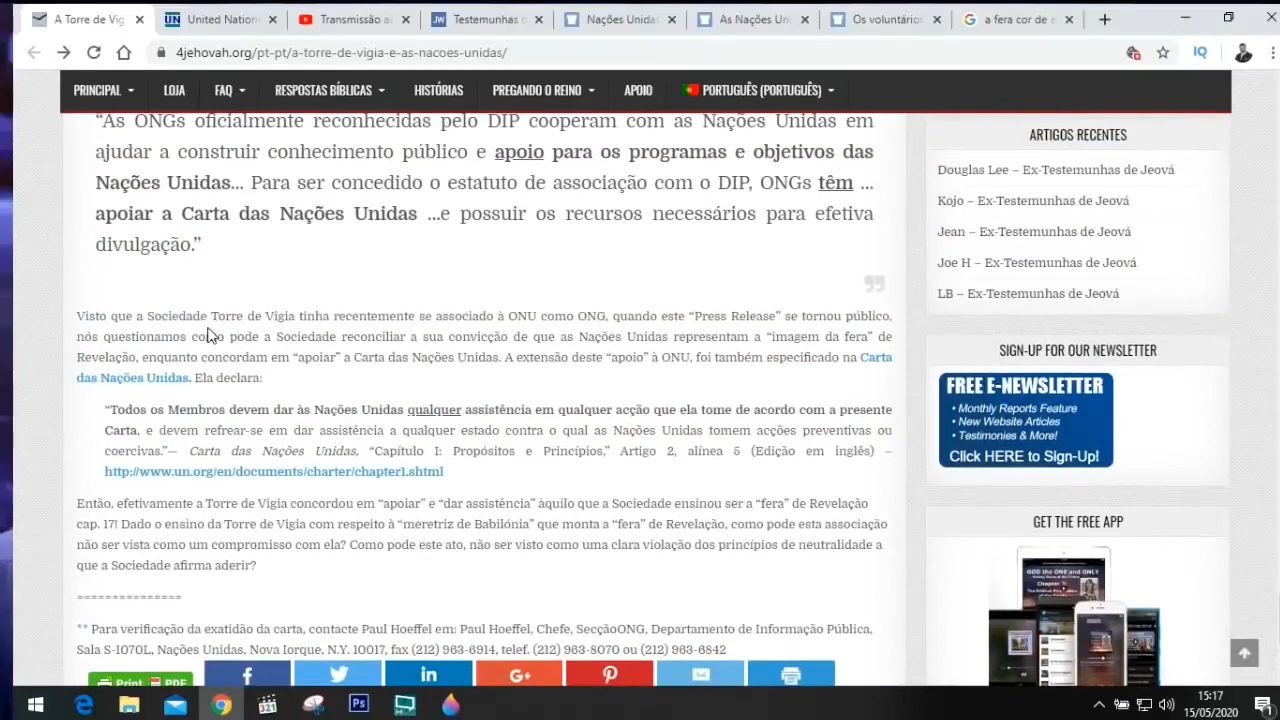 A Torre de Vig
United Nation
Transmissão a
Testemunhas
Nações Unidas
As Nações Un
Os voluntário
a fera cor de
4jehovah.org/pt-pt/a-torre-de-vigia-e-as-nacoes-unidas/
IQ
PRINCIPAL
LOJA
FAQ
RESPOSTAS BÍBLICAS
HISTÓRIAS
PREGANDO O REINO
APOIO
PORTUGUÊS (PORTUGUÊS)
“As ONGs oficialmente reconhecidas pelo DIP cooperam com as Nações Unidas em
ajudar a construir conhecimento público e apoio para os programas e objetivos das
Nações Unidas... Para ser concedido o estatuto de associação com o DIP, ONGs têm ...
apoiar a Carta das Nações Unidas ...e possuir os recursos necessários para efetiva
divulgação.”
Visto que a Sociedade Torre de Vigia tinha recentemente se associado à ONU como ONG, quando este “Press Release” se tornou público,
nós questionamos como pode a Sociedade reconciliar a sua convicção de que as Nações Unidas representam a “imagem da fera” de
Revelação, enquanto concordam em “apoiar” a Carta das Nações Unidas. A extensão deste “apoio” à ONU, foi também especificado na Carta
das Nações Unidas. Ela declara:
“Todos os Membros devem dar às Nações Unidas qualquer assistência em qualquer acção que ela tome de acordo com a presente
Carta, e devem refrear-se em dar assistência a qualquer estado contra o qual as Nações Unidas tomem acções preventivas ou
coercivas.”— Carta das Nações Unidas, “Capítulo I: Propósitos e Princípios,” Artigo 2, alínea 5 (Edição em inglês) –
http://www.un.org/en/documents/charter/chapter1.shtml
Então, efetivamente a Torre de Vigia concordou em “apoiar” e “dar assistência” àquilo que a Sociedade ensinou ser a “fera” de Revelação
cap. 17! Dado o ensino da Torre de Vigia com respeito à “meretriz de Babilónia” que monta a “fera” de Revelação, como pode esta associação
não ser vista como um compromisso com ela? Como pode este ato, não ser visto como uma clara violação dos princípios de neutralidade a
que a Sociedade afirma aderir?
===============
** Para verificação da exatidão da carta, contacte Paul Hoeffel em: Paul Hoeffel, Chefe, SecçãoONG, Departamento de Informação Pública,
Sala S-1070L, Nações Unidas, Nova Iorque, N.Y. 10017, fax (212) 963-6914, telef. (212) 963-8070 ou (212) 963-6842
Print PDF
ARTIGOS RECENTES
Douglas Lee – Ex-Testemunhas de Jeová
Kojo – Ex-Testemunhas de Jeová
Jean – Ex-Testemunhas de Jeová
Joe H – Ex-Testemunhas de Jeová
LB – Ex-Testemunhas de Jeová
SIGN-UP FOR OUR NEWSLETTER
FREE E-NEWSLETTER
• Monthly Reports Feature
• New Website Articles
• Testimonies & More!
Click HERE to Sign-Up!
GET THE FREE APP
GOD the ONE and ONLY
15:17
15/05/2020